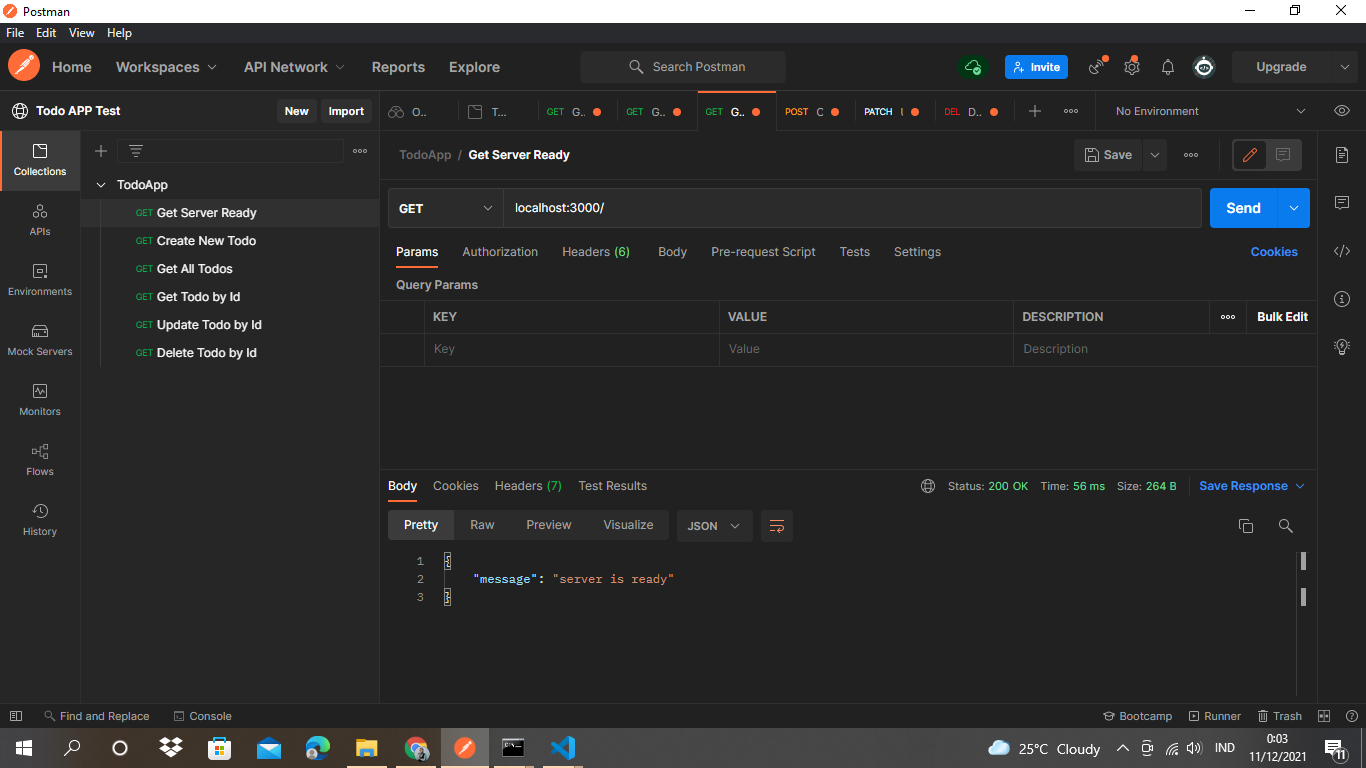 Postman
File Edit View Help
Home Workspaces API Network Reports Explore Search Postman Invite Upgrade
Todo APP Test New Import
O.. T... GET G.. GET G.. GET G.. POST C PATCH DEL D.. No Environment
Collections
APIs
Environments
Mock Servers
Monitors
Flows
History
TodoApp
GET Get Server Ready
GET Create New Todo
GET Get All Todos
GET Get Todo by Id
GET Update Todo by Id
GET Delete Todo by Id
TodoApp / Get Server Ready Save
GET localhost:3000/ Send
Params Authorization Headers (6) Body Pre-request Script Tests Settings Cookies
Query Params
KEY VALUE DESCRIPTION Bulk Edit
Key Value Description
Body Cookies Headers (7) Test Results Status: 200 OK Time: 56 ms Size: 264 B Save Response
Pretty Raw Preview Visualize JSON
1 {
2 "message": "server is ready"
3 }
Find and Replace Console Bootcamp Runner Trash
25°C Cloudy IND 0:03
11/12/2021 11